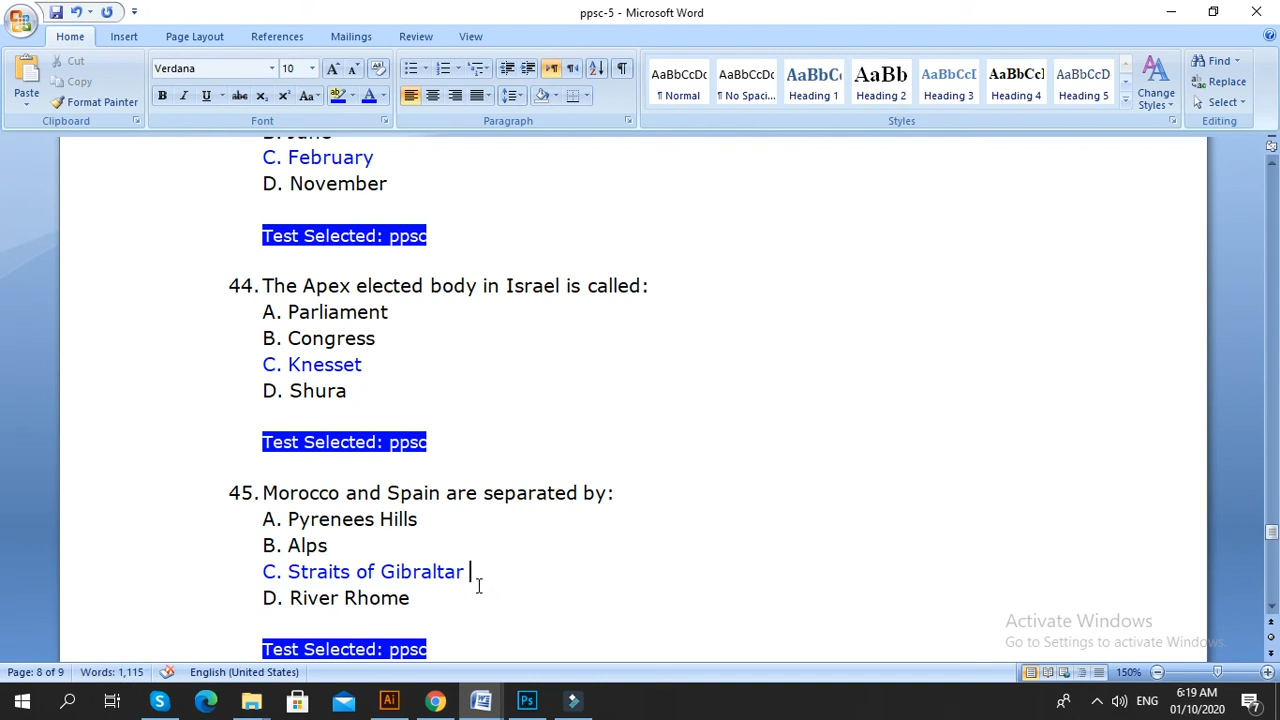 ppsc-5 - Microsoft Word
Home Insert Page Layout References Mailings Review View
Paste
Cut
Copy
Format Painter
Clipboard
Verdana 10
Font
Paragraph
AaBbCcDc AaBbCcDc AaBbC AaBb AaBbCcI AaBbCcI AaBbCcD
¶ Normal ¶ No Spaci... Heading 1 Heading 2 Heading 3 Heading 4 Heading 5
Change
Styles
Styles
Find
Replace
Select
Editing
C. February
D. November
Test Selected: ppsc
44. The Apex elected body in Israel is called:
A. Parliament
B. Congress
C. Knesset
D. Shura
Test Selected: ppsc
45. Morocco and Spain are separated by:
A. Pyrenees Hills
B. Alps
C. Straits of Gibraltar
D. River Rhome
Test Selected: ppsc
Activate Windows
Go to Settings to activate Windows.
Page: 8 of 9 Words: 1,115 English (United States) 150%
ENG 6:19 AM
01/10/2020